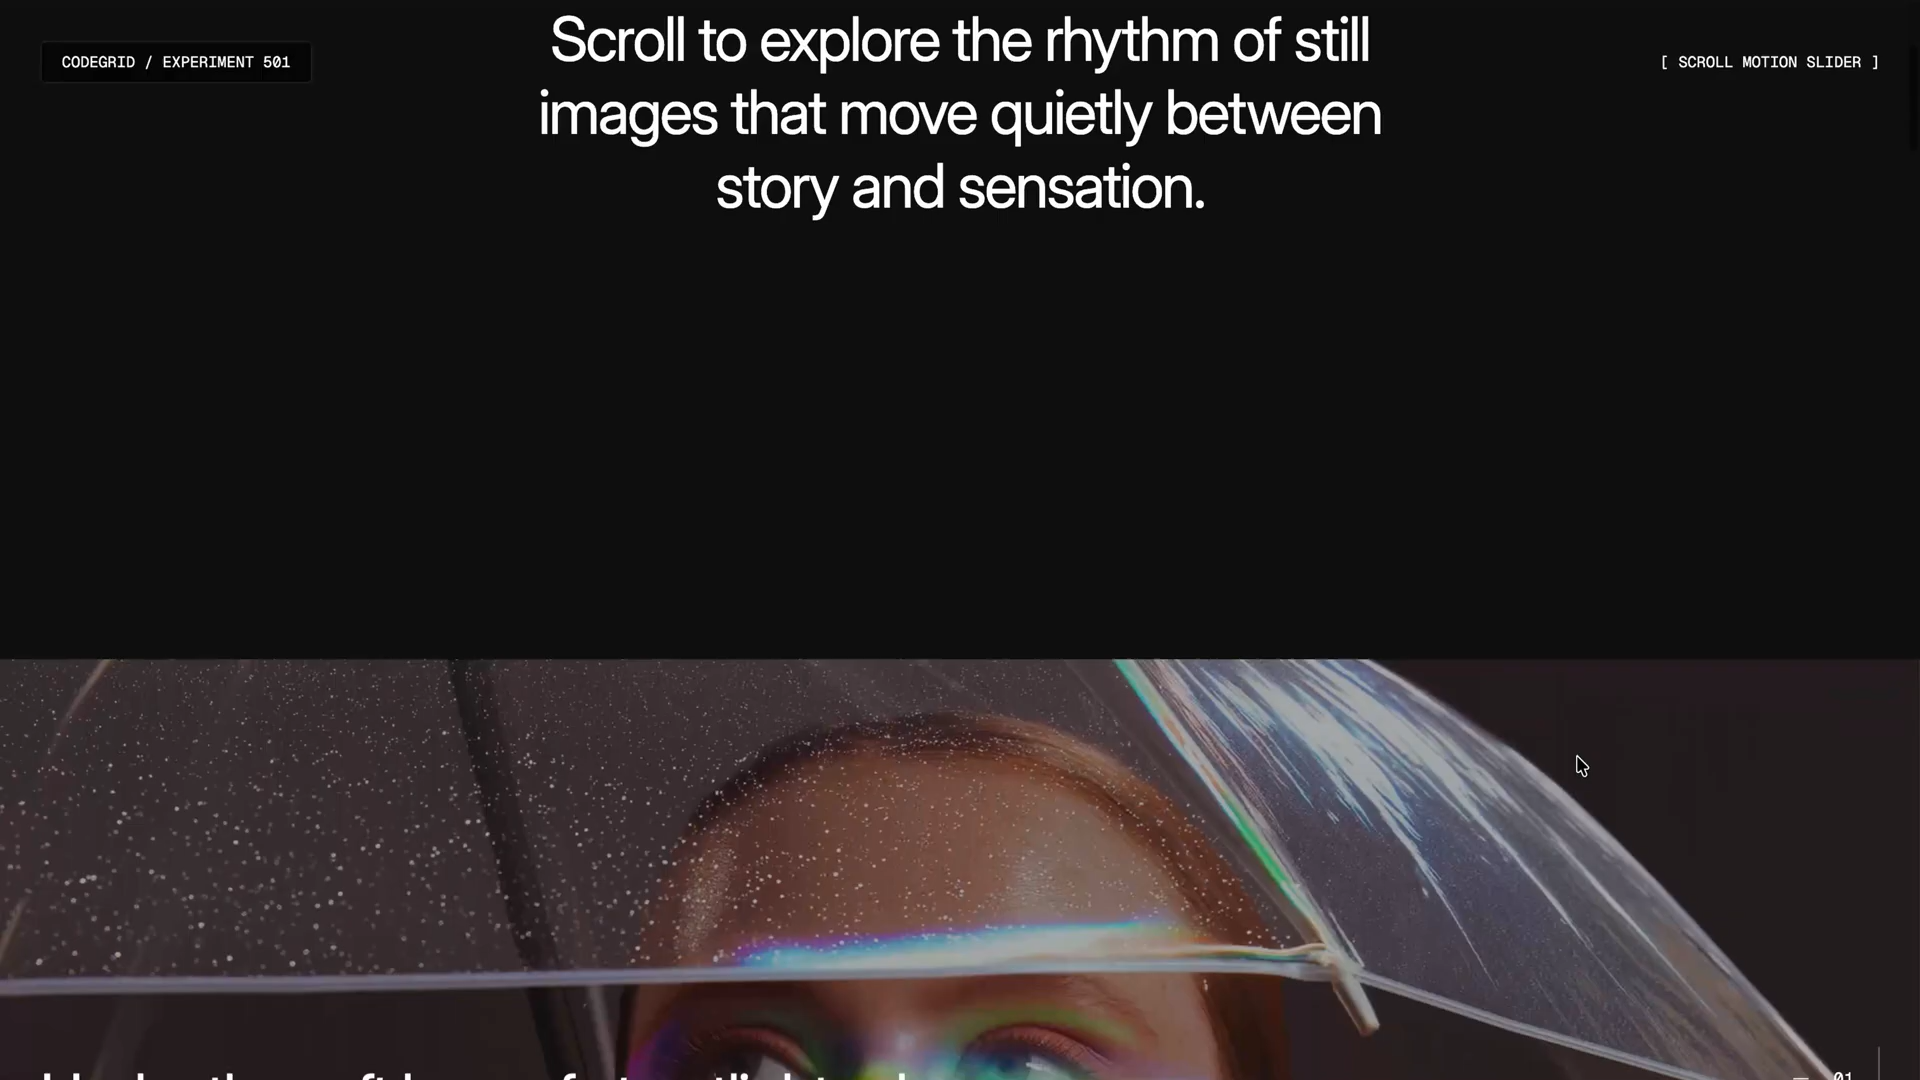 CODEGRID / EXPERIMENT 501
[ SCROLL MOTION SLIDER ]
Scroll to explore the rhythm of still
images that move quietly between
story and sensation.
01